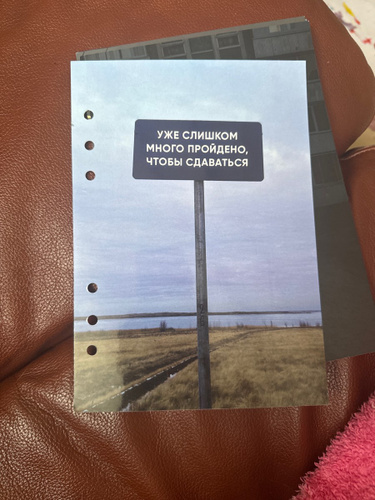 УЖЕ СЛИШКОМ
МНОГО ПРОЙДЕНО,
ЧТОБЫ СДАВАТЬСЯ